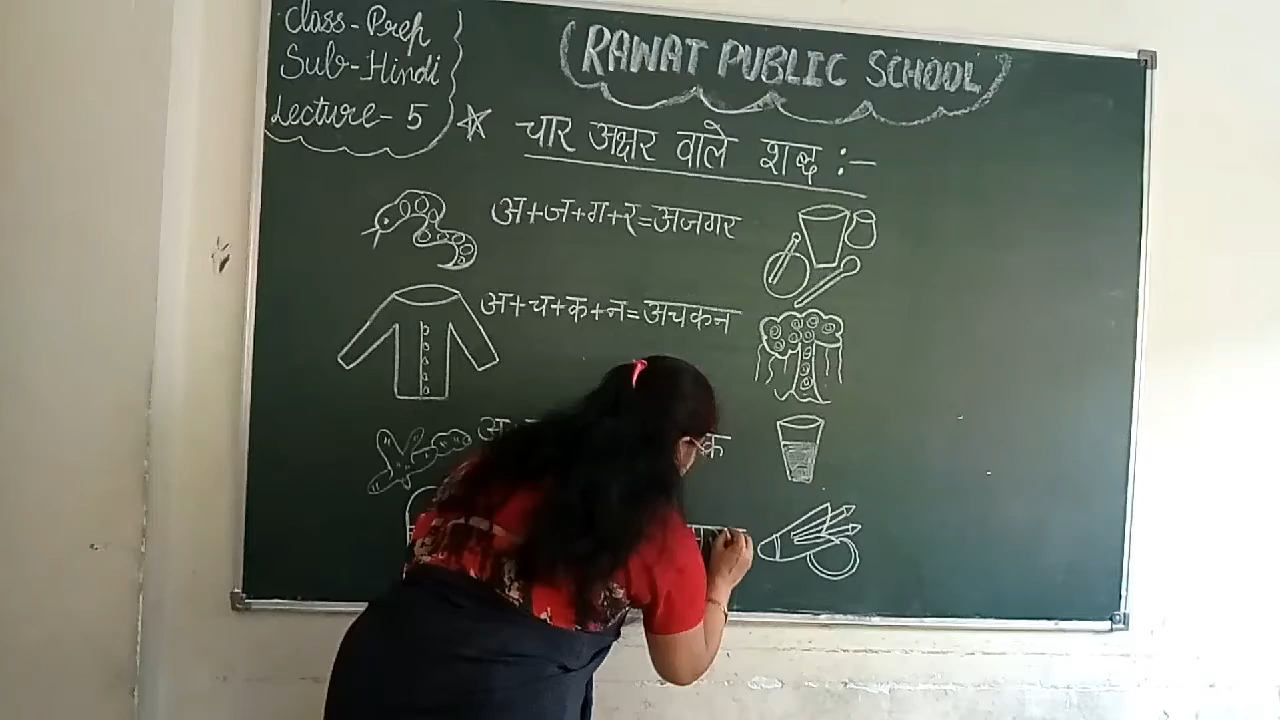 Class-Prep
Sub-Hindi
Lecture-5
RAWAT PUBLIC SCHOOL
चार अक्षर वाले शब्द :-
अ+ज+ग+र=अजगर
अ+च+क+न=अचकन
अ
क